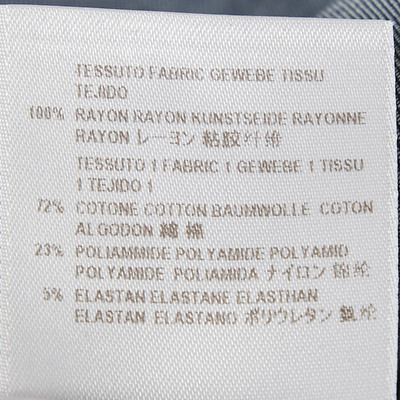 TESSUTO FABRIC GEWEBE TISSU
TEJIDO
100% RAYON RAYON KUNSTSEIDE RAYONNE
RAYON レーヨン 粘胶纤维
TESSUTO 1 FABRIC 1 GEWEBE 1 TISSU
1 TEJIDO 1
72% COTONE COTTON BAUMWOLLE COTON
ALGODON 綿 棉
23% POLIAMMIDE POLYAMIDE POLYAMID
POLYAMIDE POLIAMIDA ナイロン 锦纶
5% ELASTAN ELASTANE ELASTHAN
ELASTAN ELASTANO ポリウレタン 氨纶